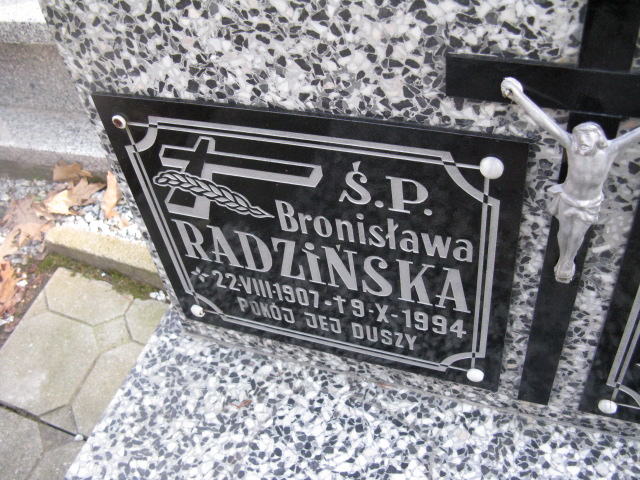 Ś.P.
Bronisława
RADZIŃSKA
* 22-VIII-1907 - † 9-X-1994
POKÓJ JEJ DUSZY